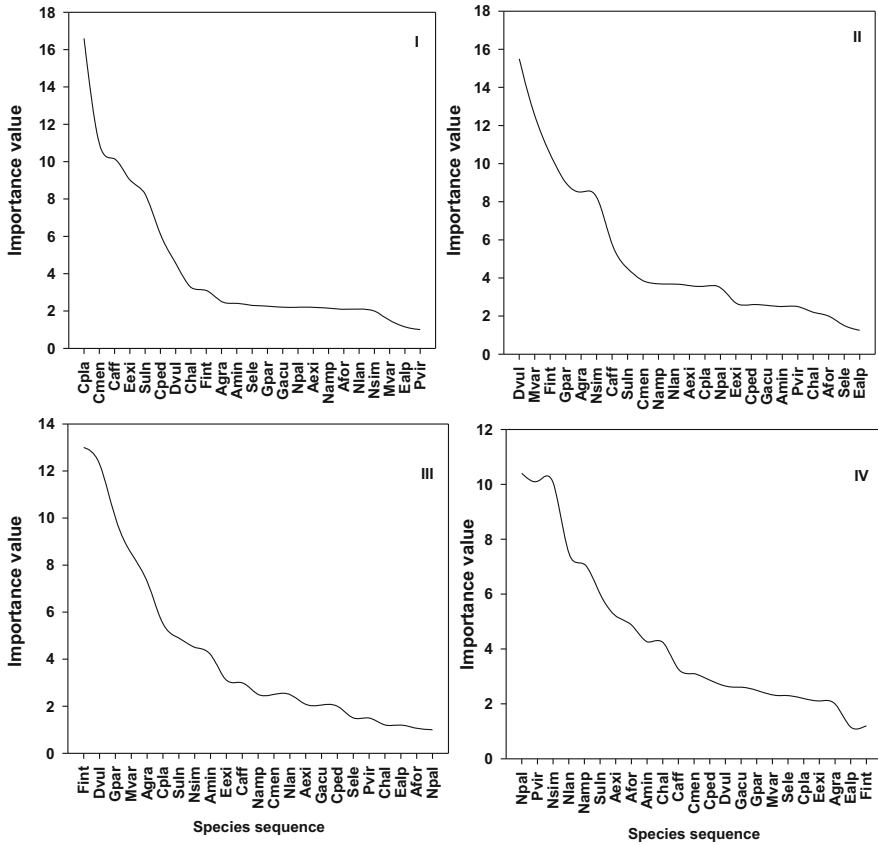 I
Importance value
18
16
14
12
10
8
6
4
2
0
Cpla Cmen Caff Eexi Suln Cped Dvul Chal Fint Agra Amin Sele Gpar Gacu Npal Aexi Namp Afor Nlan Nsim Mvar Ealp Pvir
II
Importance value
18
16
14
12
10
8
6
4
2
0
Dvul Mvar Fint Gpar Agra Nsim Caff Suln Cmen Namp Nlan Aexi Cpla Npal Eexi Cped Gacu Amin Pvir Chal Afor Sele Ealp
III
Importance value
14
12
10
8
6
4
2
0
Fint Dvul Gpar Mvar Agra Cpla Suln Nsim Amin Eexi Caff Namp Cmen Nlan Aexi Gacu Cped Sele Pvir Chal Ealp Afor Npal
Species sequence
IV
Importance value
12
10
8
6
4
2
0
Npal Pvir Nsim Nlan Namp Suln Aexi Afor Amin Chal Caff Cmen Cped Dvul Gacu Gpar Mvar Sele Cpla Eexi Agra Ealp Fint
Species sequence